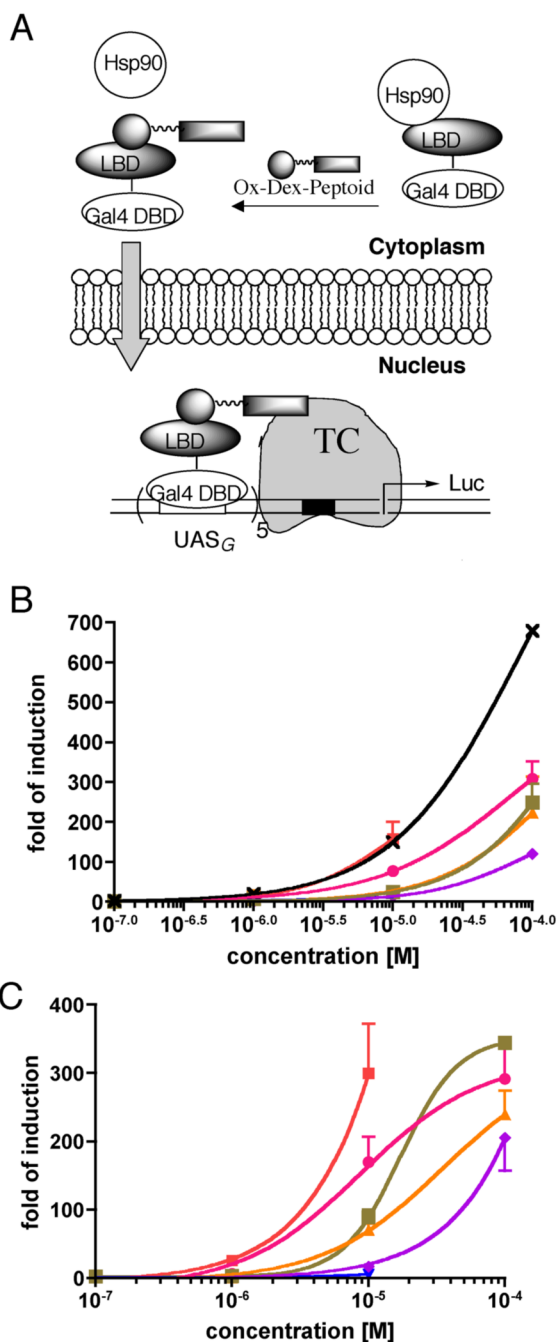 A
Hsp90
Hsp90
LBD
LBD
Ox-Dex-Peptoid
Gal4 DBD
Gal4 DBD
Cytoplasm
Nucleus
LBD
TC
Gal4 DBD
Luc
UASG
5
B
700
600
500
400
300
200
100
0
fold of induction
10-7.0 10-6.5 10-6.0 10-5.5 10-5.0 10-4.5 10-4.0
concentration [M]
C
400
300
200
100
0
fold of induction
10-7 10-6 10-5 10-4
concentration [M]